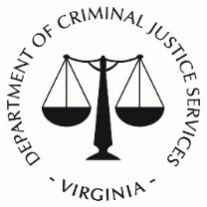 DEPARTMENT OF CRIMINAL JUSTICE SERVICES
- VIRGINIA -